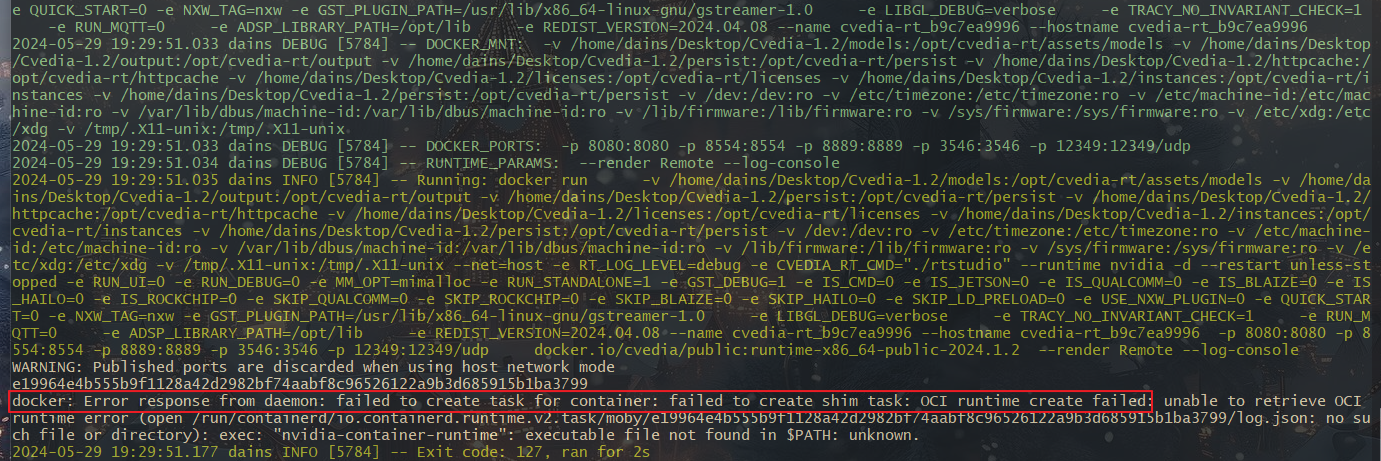 e QUICK_START=0 -e NXW_TAG=nxw -e GST_PLUGIN_PATH=/usr/lib/x86_64-linux-gnu/gstreamer-1.0     -e LIBGL_DEBUG=verbose     -e TRACY_NO_INVARIANT_CHECK=1
    -e RUN_MQTT=0     -e ADSP_LIBRARY_PATH=/opt/lib     -e REDIST_VERSION=2024.04.08 --name cvedia-rt_b9c7ea9996 --hostname cvedia-rt_b9c7ea9996
2024-05-29 19:29:51.033 dains DEBUG [5784] -- DOCKER_MNT:   -v /home/dains/Desktop/Cvedia-1.2/models:/opt/cvedia-rt/assets/models -v /home/dains/Desktop
/Cvedia-1.2/output:/opt/cvedia-rt/output -v /home/dains/Desktop/Cvedia-1.2/persist:/opt/cvedia-rt/persist -v /home/dains/Desktop/Cvedia-1.2/httpcache:/
opt/cvedia-rt/httpcache -v /home/dains/Desktop/Cvedia-1.2/licenses:/opt/cvedia-rt/licenses -v /home/dains/Desktop/Cvedia-1.2/instances:/opt/cvedia-rt/i
nstances -v /home/dains/Desktop/Cvedia-1.2/persist:/opt/cvedia-rt/persist -v /dev:/dev:ro -v /etc/timezone:/etc/timezone:ro -v /etc/machine-id:/etc/mac
hine-id:ro -v /var/lib/dbus/machine-id:/var/lib/dbus/machine-id:ro -v /lib/firmware:/lib/firmware:ro -v /sys/firmware:/sys/firmware:ro -v /etc/xdg:/etc
/xdg -v /tmp/.X11-unix:/tmp/.X11-unix
2024-05-29 19:29:51.033 dains DEBUG [5784] -- DOCKER_PORTS:  -p 8080:8080 -p 8554:8554 -p 8889:8889 -p 3546:3546 -p 12349:12349/udp
2024-05-29 19:29:51.034 dains DEBUG [5784] -- RUNTIME_PARAMS:  --render Remote --log-console
2024-05-29 19:29:51.035 dains INFO [5784] -- Running: docker run     -v /home/dains/Desktop/Cvedia-1.2/models:/opt/cvedia-rt/assets/models -v /home/da
ins/Desktop/Cvedia-1.2/output:/opt/cvedia-rt/output -v /home/dains/Desktop/Cvedia-1.2/persist:/opt/cvedia-rt/persist -v /home/dains/Desktop/Cvedia-1.2/
httpcache:/opt/cvedia-rt/httpcache -v /home/dains/Desktop/Cvedia-1.2/licenses:/opt/cvedia-rt/licenses -v /home/dains/Desktop/Cvedia-1.2/instances:/opt/
cvedia-rt/instances -v /home/dains/Desktop/Cvedia-1.2/persist:/opt/cvedia-rt/persist -v /dev:/dev:ro -v /etc/timezone:/etc/timezone:ro -v /etc/machine-
id:/etc/machine-id:ro -v /var/lib/dbus/machine-id:/var/lib/dbus/machine-id:ro -v /lib/firmware:/lib/firmware:ro -v /sys/firmware:/sys/firmware:ro -v /e
tc/xdg:/etc/xdg -v /tmp/.X11-unix:/tmp/.X11-unix --net=host -e RT_LOG_LEVEL=debug -e CVEDIA_RT_CMD="./rtstudio" --runtime nvidia -d --restart unless-st
opped -e RUN_UI=0 -e RUN_DEBUG=0 -e MM_OPT=mimalloc -e RUN_STANDALONE=1 -e GST_DEBUG=1 -e IS_CMD=0 -e IS_JETSON=0 -e IS_QUALCOMM=0 -e IS_BLAIZE=0 -e IS
_HAILO=0 -e IS_ROCKCHIP=0 -e SKIP_QUALCOMM=0 -e SKIP_ROCKCHIP=0 -e SKIP_BLAIZE=0 -e SKIP_HAILO=0 -e SKIP_LD_PRELOAD=0 -e USE_NXW_PLUGIN=0 -e QUICK_STAR
T=0 -e NXW_TAG=nxw -e GST_PLUGIN_PATH=/usr/lib/x86_64-linux-gnu/gstreamer-1.0     -e LIBGL_DEBUG=verbose     -e TRACY_NO_INVARIANT_CHECK=1     -e RUN_M
QTT=0     -e ADSP_LIBRARY_PATH=/opt/lib     -e REDIST_VERSION=2024.04.08 --name cvedia-rt_b9c7ea9996 --hostname cvedia-rt_b9c7ea9996  -p 8080:8080 -p 8
554:8554 -p 8889:8889 -p 3546:3546 -p 12349:12349/udp    docker.io/cvedia/public:runtime-x86_64-public-2024.1.2  --render Remote --log-console
WARNING: Published ports are discarded when using host network mode
e19964e4b555b9f1128a42d2982bf74aabf8c96526122a9b3d685915b1ba3799
docker: Error response from daemon: failed to create task for container: failed to create shim task: OCI runtime create failed: unable to retrieve OCI
runtime error (open /run/containerd/io.containerd.runtime.v2.task/moby/e19964e4b555b9f1128a42d2982bf74aabf8c96526122a9b3d685915b1ba3799/log.json: no su
ch file or directory): exec: "nvidia-container-runtime": executable file not found in $PATH: unknown.
2024-05-29 19:29:51.177 dains INFO [5784] -- Exit code: 127, ran for 2s